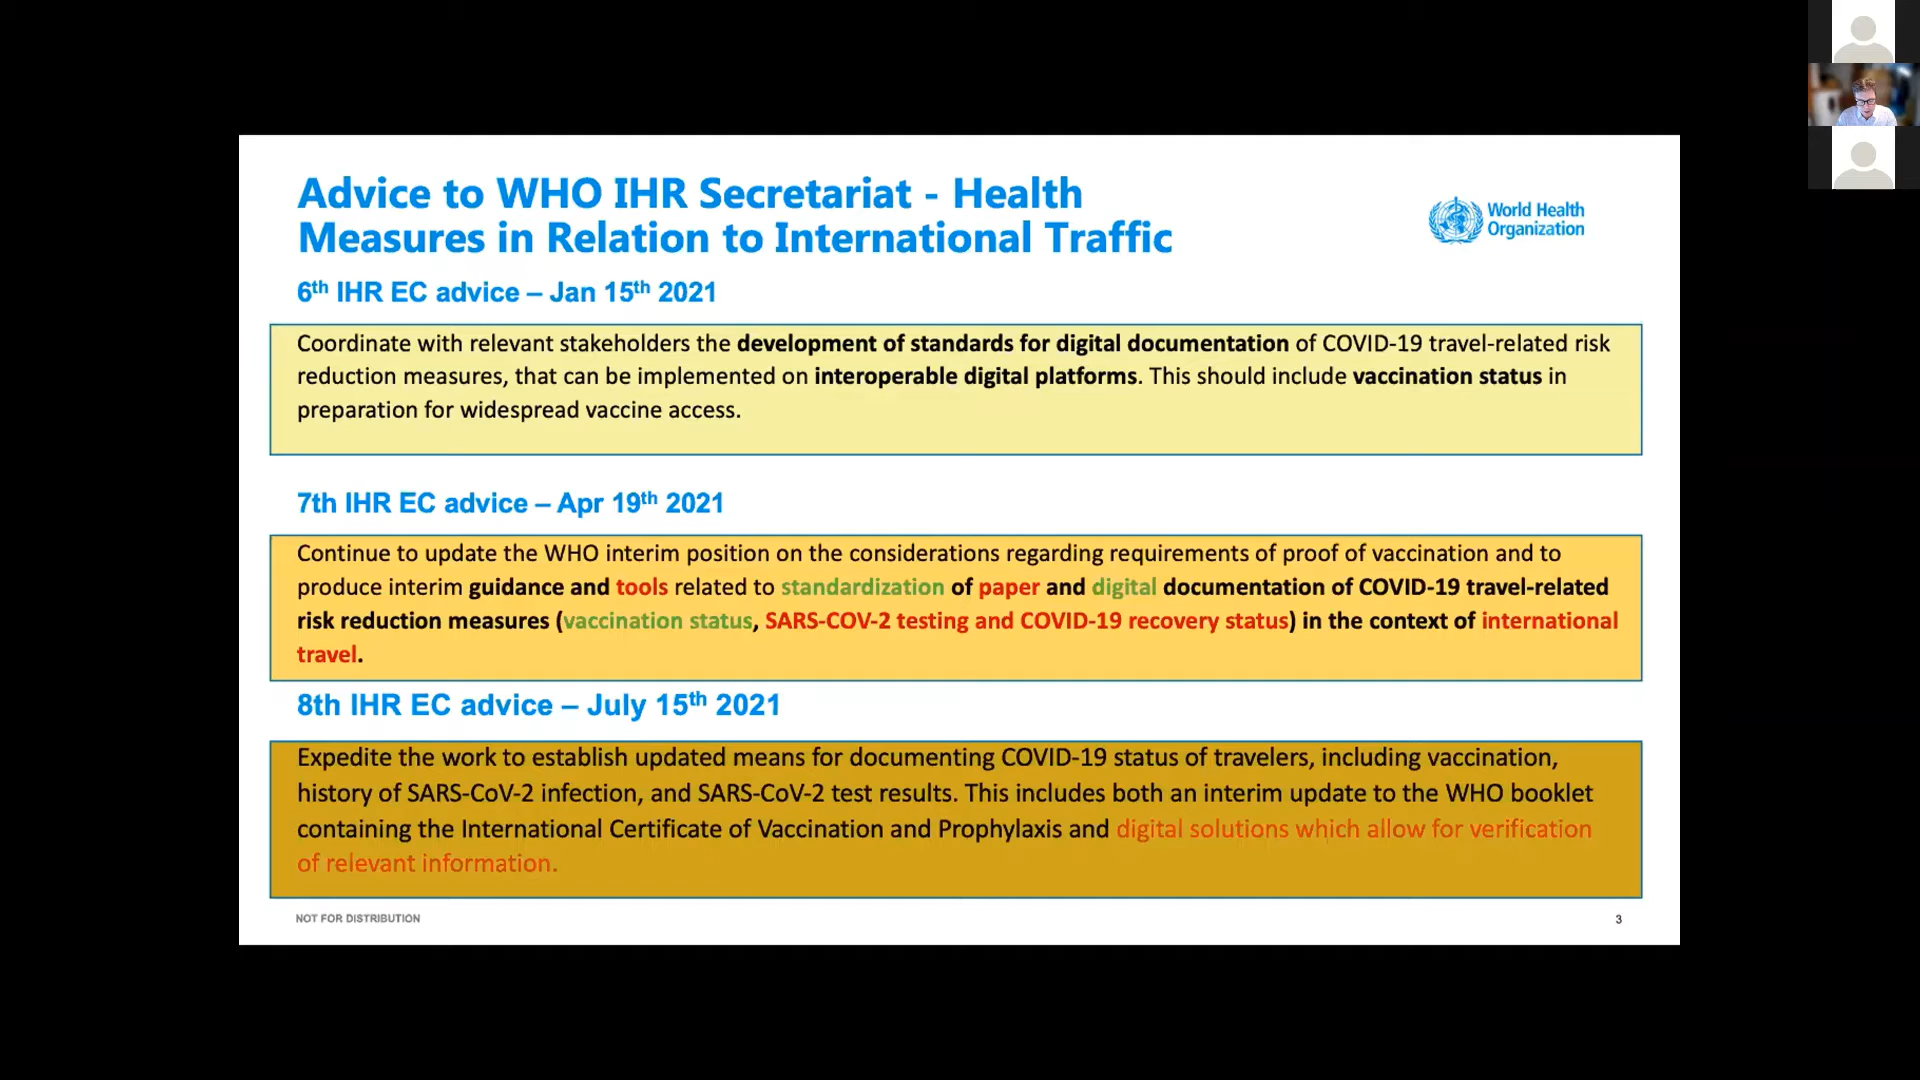 Advice to WHO IHR Secretariat - Health
Measures in Relation to International Traffic
World Health
Organization
6th IHR EC advice – Jan 15th 2021
Coordinate with relevant stakeholders the development of standards for digital documentation of COVID-19 travel-related risk
reduction measures, that can be implemented on interoperable digital platforms. This should include vaccination status in
preparation for widespread vaccine access.
7th IHR EC advice – Apr 19th 2021
Continue to update the WHO interim position on the considerations regarding requirements of proof of vaccination and to
produce interim guidance and tools related to standardization of paper and digital documentation of COVID-19 travel-related
risk reduction measures (vaccination status, SARS-COV-2 testing and COVID-19 recovery status) in the context of international
travel.
8th IHR EC advice – July 15th 2021
Expedite the work to establish updated means for documenting COVID-19 status of travelers, including vaccination,
history of SARS-CoV-2 infection, and SARS-CoV-2 test results. This includes both an interim update to the WHO booklet
containing the International Certificate of Vaccination and Prophylaxis and digital solutions which allow for verification
of relevant information.
NOT FOR DISTRIBUTION
3